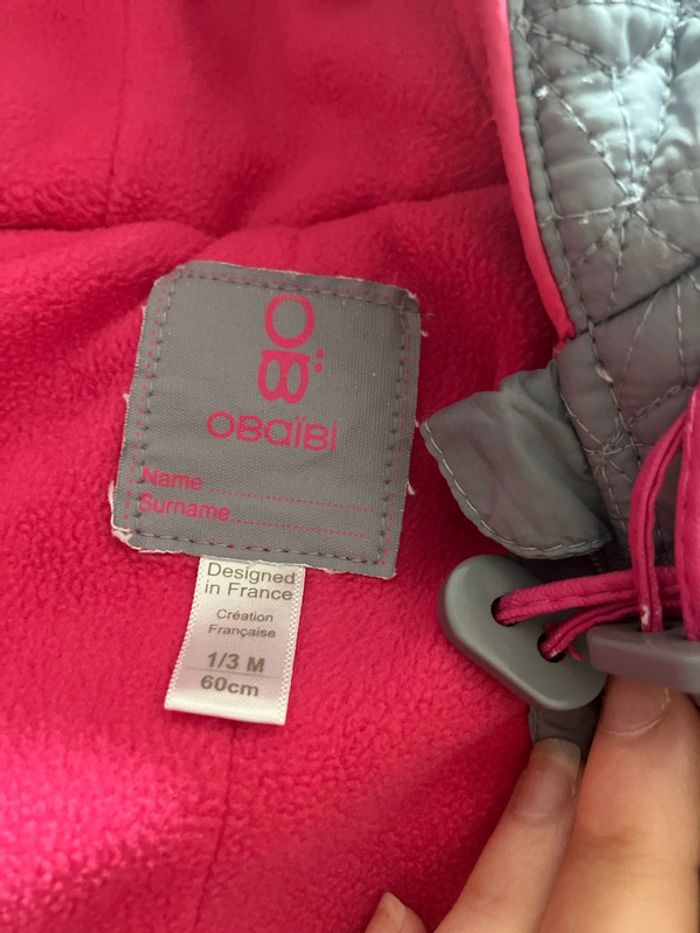 OB
OBaïBi
Name
Surname
Designed
in France
Création
Française
1/3 M
60cm